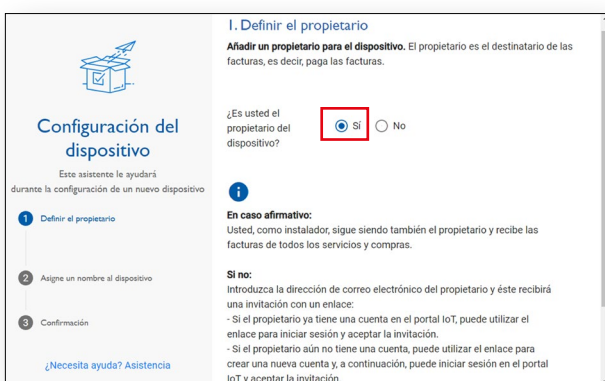 Configuración del
dispositivo
Este asistente le ayudará
durante la configuración de un nuevo dispositivo
1 Definir el propietario
2 Asigne un nombre al dispositivo
3 Confirmación
¿Necesita ayuda? Asistencia
1. Definir el propietario
Añadir un propietario para el dispositivo. El propietario es el destinatario de las
facturas, es decir, paga las facturas.
¿Es usted el
propietario del
dispositivo?
Sí No
En caso afirmativo:
Usted, como instalador, sigue siendo también el propietario y recibe las
facturas de todos los servicios y compras.
Si no:
Introduzca la dirección de correo electrónico del propietario y éste recibirá
una invitación con un enlace:
- Si el propietario ya tiene una cuenta en el portal IoT, puede utilizar el
enlace para iniciar sesión y aceptar la invitación.
- Si el propietario aún no tiene una cuenta, puede utilizar el enlace para
crear una nueva cuenta y, a continuación, puede iniciar sesión en el portal
IoT y aceptar la invitación